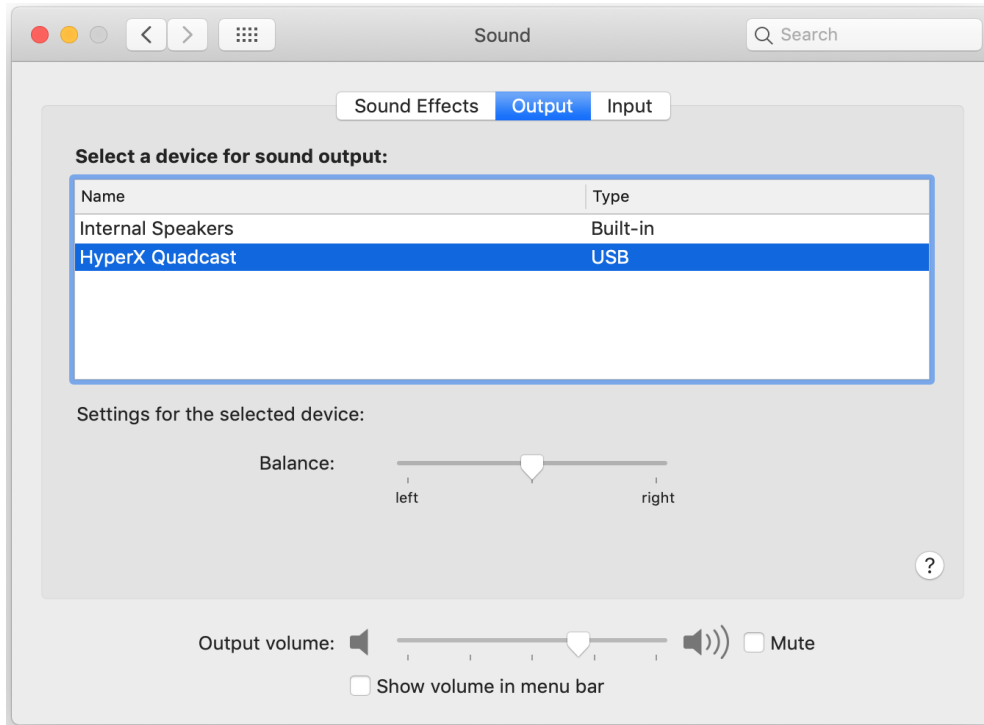 Sound
Search
Sound Effects Output Input
Select a device for sound output:
Name Type
Internal Speakers Built-in
HyperX Quadcast USB
Settings for the selected device:
Balance:
left right
?
Output volume: Mute
Show volume in menu bar